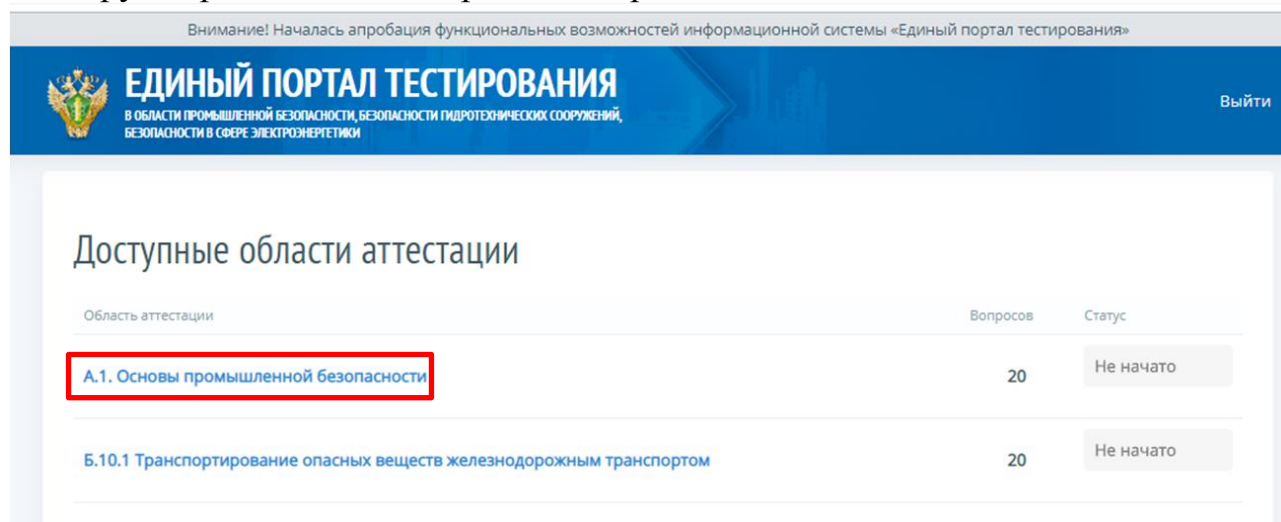 Внимание! Началась апробация функциональных возможностей информационной системы «Единый портал тестирования»
ЕДИНЫЙ ПОРТАЛ ТЕСТИРОВАНИЯ
В ОБЛАСТИ ПРОМЫШЛЕННОЙ БЕЗОПАСНОСТИ, БЕЗОПАСНОСТИ ГИДРОТЕХНИЧЕСКИХ СООРУЖЕНИЙ,
БЕЗОПАСНОСТИ В СФЕРЕ ЭЛЕКТРОЭНЕРГЕТИКИ
Выйти
Доступные области аттестации
Область аттестации Вопросов Статус
А.1. Основы промышленной безопасности 20 Не начато
Б.10.1 Транспортирование опасных веществ железнодорожным транспортом 20 Не начато